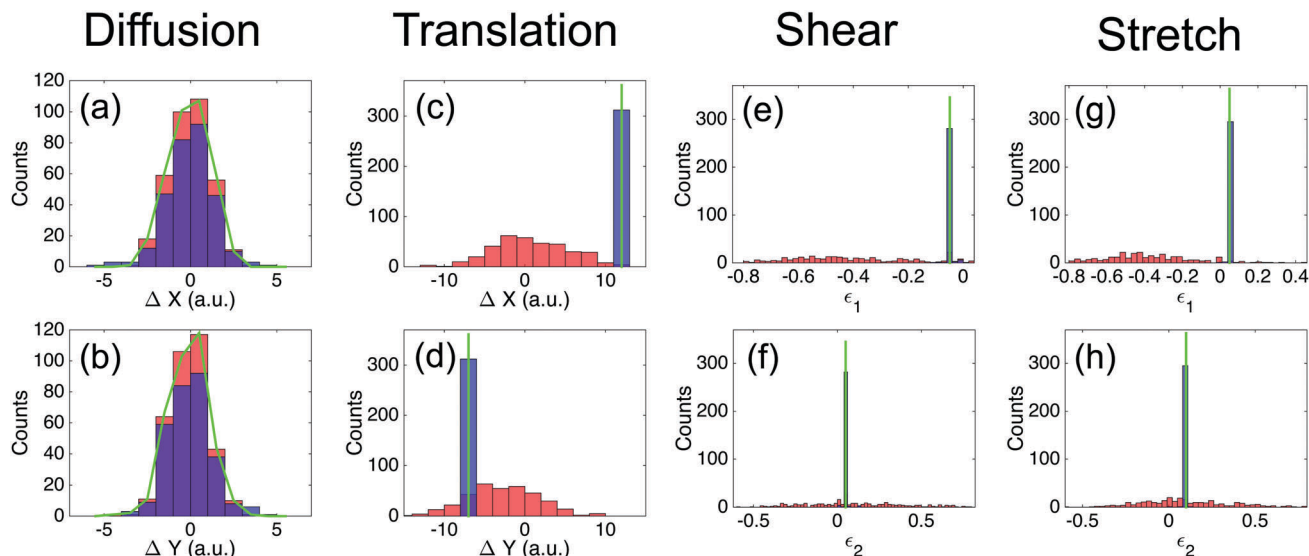 Diffusion Translation Shear Stretch
(a)
Counts
120
100
80
60
40
20
0
-5 0 5
Δ X (a.u.)
(c)
Counts
300
200
100
0
-10 0 10
Δ X (a.u.)
(e)
Counts
300
200
100
0
-0.8 -0.6 -0.4 -0.2 0
ϵ1
(g)
Counts
300
200
100
0
-0.8 -0.6 -0.4 -0.2 0 0.2 0.4
ϵ1
(b)
Counts
120
100
80
60
40
20
0
-5 0 5
Δ Y (a.u.)
(d)
Counts
300
200
100
0
-10 0 10
Δ Y (a.u.)
(f)
Counts
300
200
100
0
-0.5 0 0.5
ϵ2
(h)
Counts
300
200
100
0
-0.5 0 0.5
ϵ2